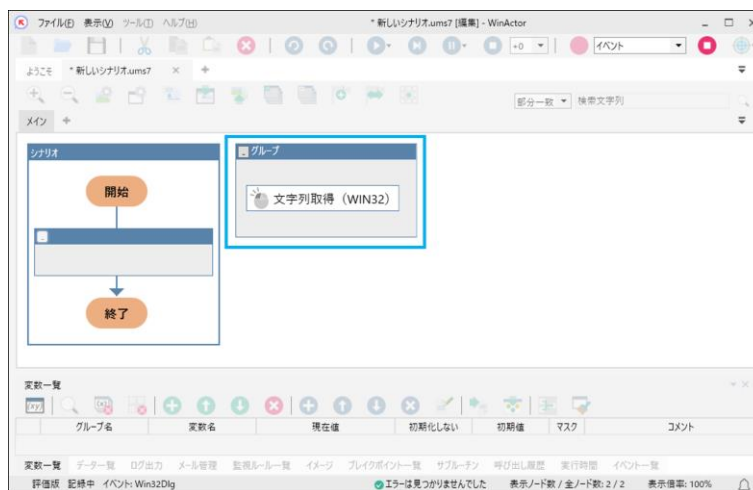 ファイル(F) 表示(V) ツール(T) ヘルプ(H) * 新しいシナリオ.ums7 [編集] - WinActor
+0 イベント
ようこそ * 新しいシナリオ.ums7 × +
部分一致 検索文字列
メイン +
シナリオ
グループ
開始
文字列取得（WIN32）
終了
変数一覧
グループ名 変数名 現在値 初期化しない 初期値 マスク コメント
変数一覧 データ一覧 ログ出力 メール管理 監視ルール一覧 イメージ ブレイクポイント一覧 サブルーチン 呼び出し履歴 実行時間 イベント一覧
評価版 記録中 イベント: Win32Dlg エラーは見つかりませんでした 表示ノード数 / 全ノード数: 2 / 2 表示倍率: 100%